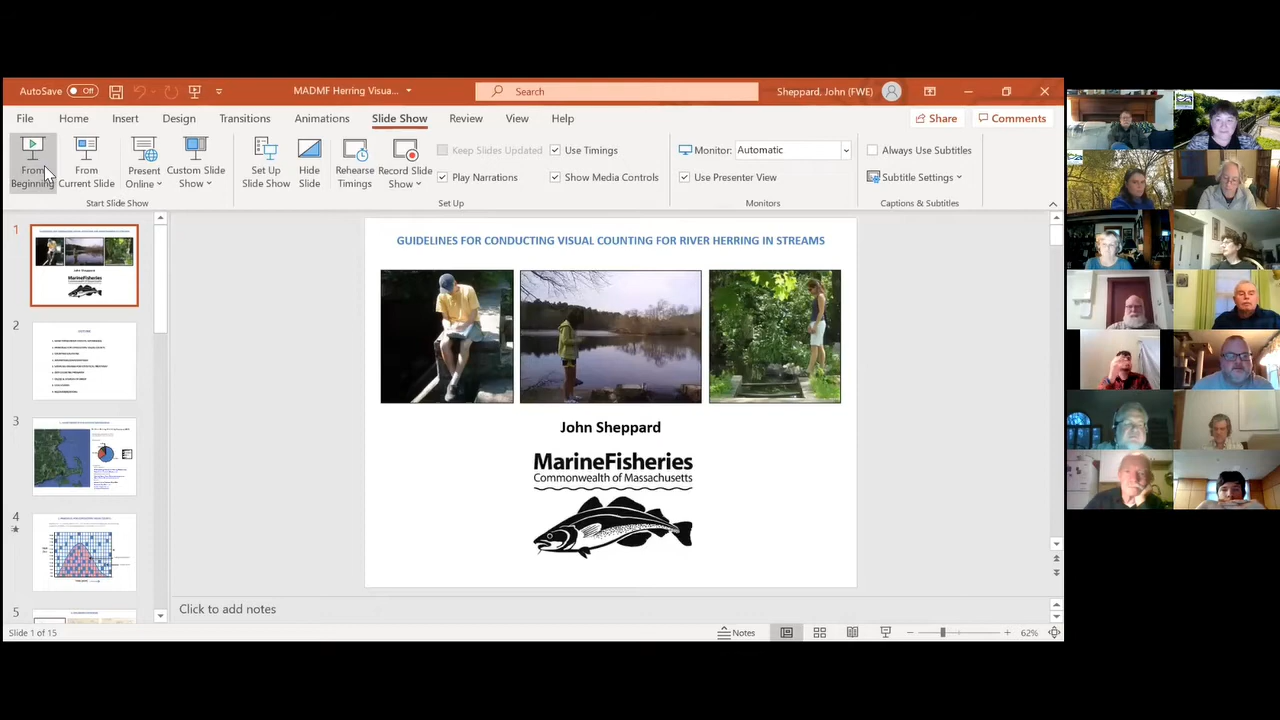 AutoSave Off
MADMF Herring Visua...
Search
Sheppard, John (FWE)
File Home Insert Design Transitions Animations Slide Show Review View Help
Share Comments
From Beginning
From Current Slide
Present Online
Custom Slide Show
Start Slide Show
Set Up Slide Show
Hide Slide
Rehearse Timings
Record Slide Show
Keep Slides Updated
Use Timings
Play Narrations
Show Media Controls
Set Up
Monitor: Automatic
Use Presenter View
Monitors
Always Use Subtitles
Subtitle Settings
Captions & Subtitles
1
2
3
4
5
GUIDELINES FOR CONDUCTING VISUAL COUNTING FOR RIVER HERRING IN STREAMS
John Sheppard
MarineFisheries
Commonwealth of Massachusetts
Click to add notes
Slide 1 of 15
Notes
62%